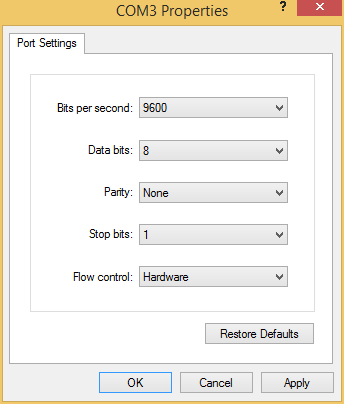 COM3 Properties
? ×
Port Settings
Bits per second: 9600
Data bits: 8
Parity: None
Stop bits: 1
Flow control: Hardware
Restore Defaults
OK Cancel Apply